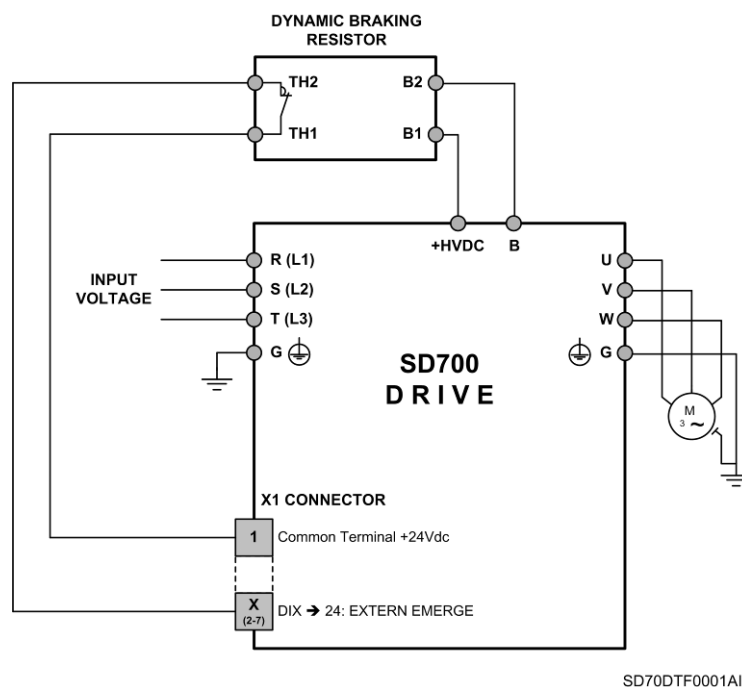 DYNAMIC BRAKING
RESISTOR
TH2
B2
TH1
B1
+HVDC
B
R (L1)
U
INPUT
VOLTAGE
S (L2)
V
T (L3)
W
G
G
SD700
DRIVE
M
3 ~
X1 CONNECTOR
1
Common Terminal +24Vdc
X
(2-7)
DIX ➔ 24: EXTERN EMERGE
SD70DTF0001AI